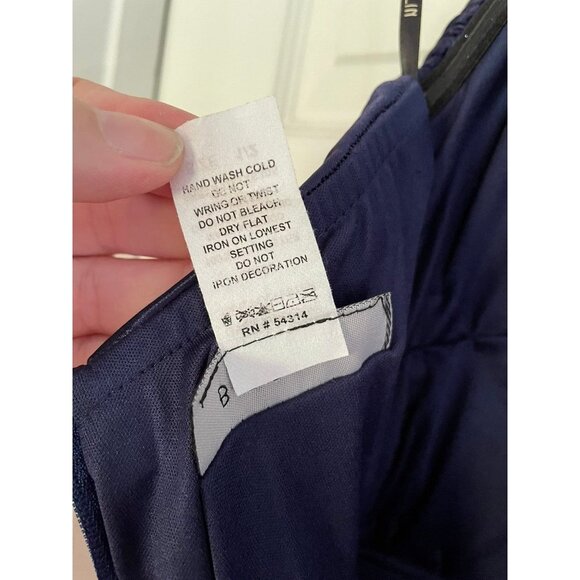 HAND WASH COLD
DO NOT
WRING OR TWIST
DO NOT BLEACH
DRY FLAT
IRON ON LOWEST
SETTING
DO NOT
IRON DECORATION
RN # 54314
B